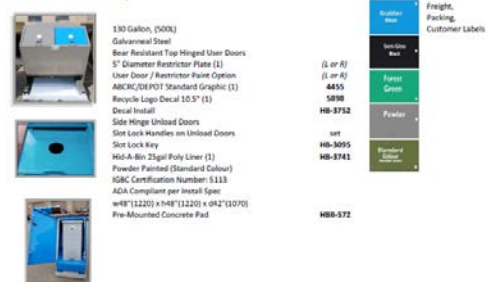 130 Gallon, (500L)
Galvanneal Steel
Bear Resistant Top Hinged User Doors
5" Diameter Restrictor Plate (1) (L or R)
User Door / Restrictor Paint Option (L or R)
ABCRC/DEPOT Standard Graphic (1) 4455
Recycle Logo Decal 10.5" (1) 5898
Decal Install HB-3752
Side Hinge Unload Doors
Slot Lock Handles on Unload Doors set
Slot Lock Key HB-3095
Hid-A-Bin 25gal Poly Liner (1) HB-3741
Powder Painted (Standard Colour)
IGBC Certification Number: 5113
ADA Compliant per Install Spec
w48"(1220) x h48"(1220) x d42"(1070)
Pre-Mounted Concrete Pad HBB-572
Blue
Semi-Gloss
Black
Forest
Green
Pewter
Standard
Colour
Freight,
Packing,
Customer Labels